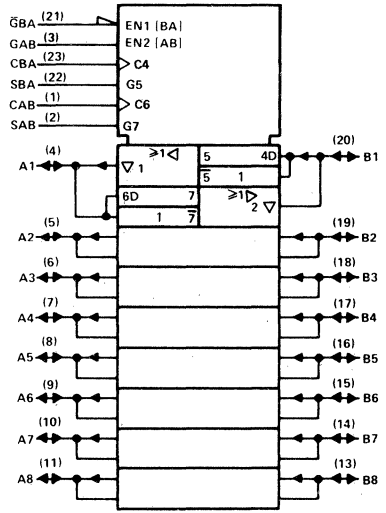 G̅BA (21) EN1 [BA]
GAB (3) EN2 [AB]
CBA (23) C4
SBA (22) G5
CAB (1) C6
SAB (2) G7
A1 (4) ≥1◁ ▽1 5 4D (20) B1
5̅ 1
6D 7 ≥1▷
1 7̅ 2▽
A2 (5) (19) B2
A3 (6) (18) B3
A4 (7) (17) B4
A5 (8) (16) B5
A6 (9) (15) B6
A7 (10) (14) B7
A8 (11) (13) B8